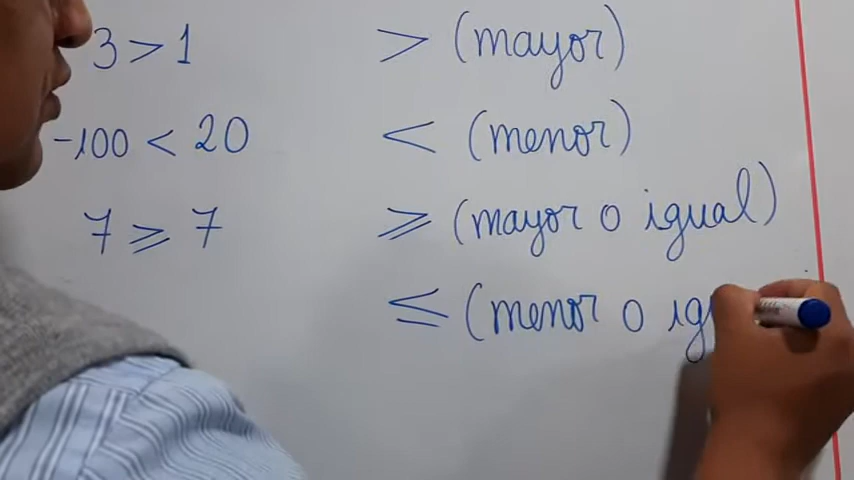 3 > 1 > (mayor)
-100 < 20 < (menor)
7 ≥ 7 ≥ (mayor o igual)
≤ (menor o ig